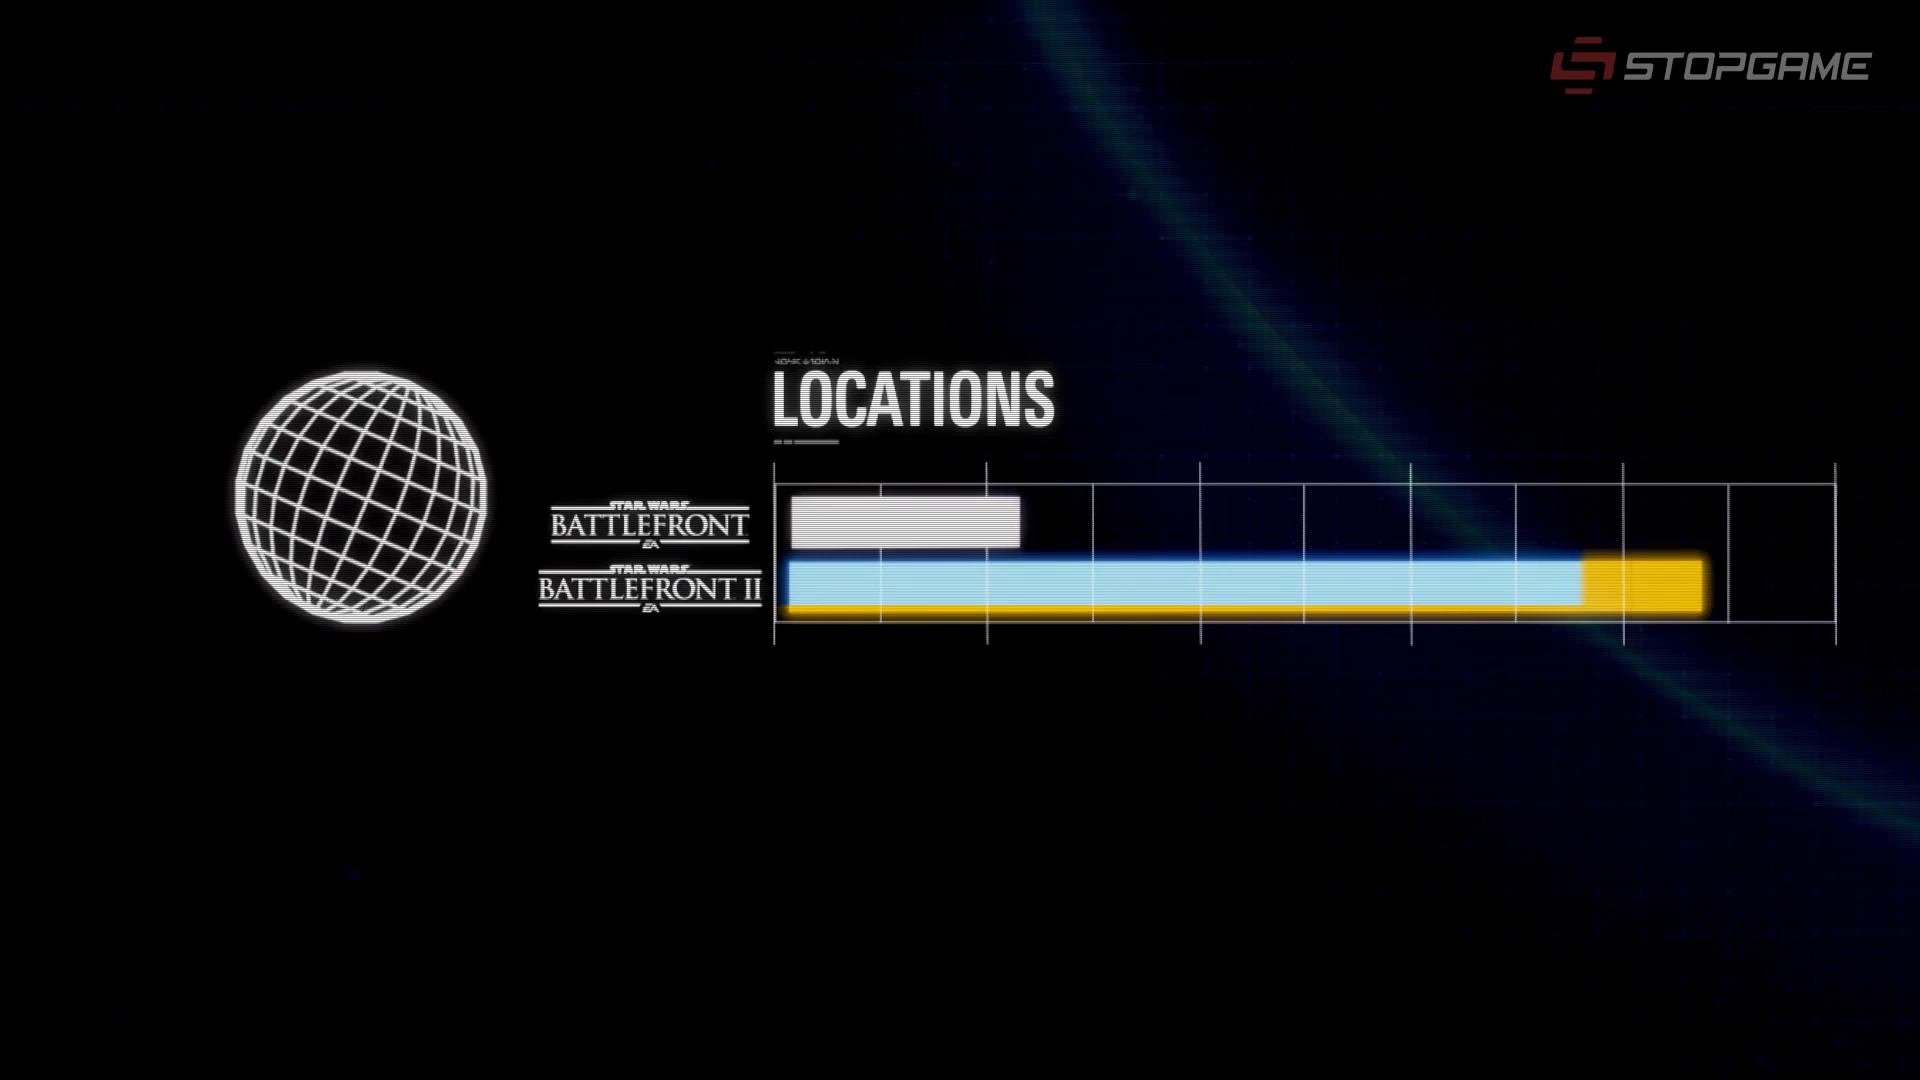 STOPGAME
LOCATIONS
STAR WARS
BATTLEFRONT
EA
STAR WARS
BATTLEFRONT II
EA